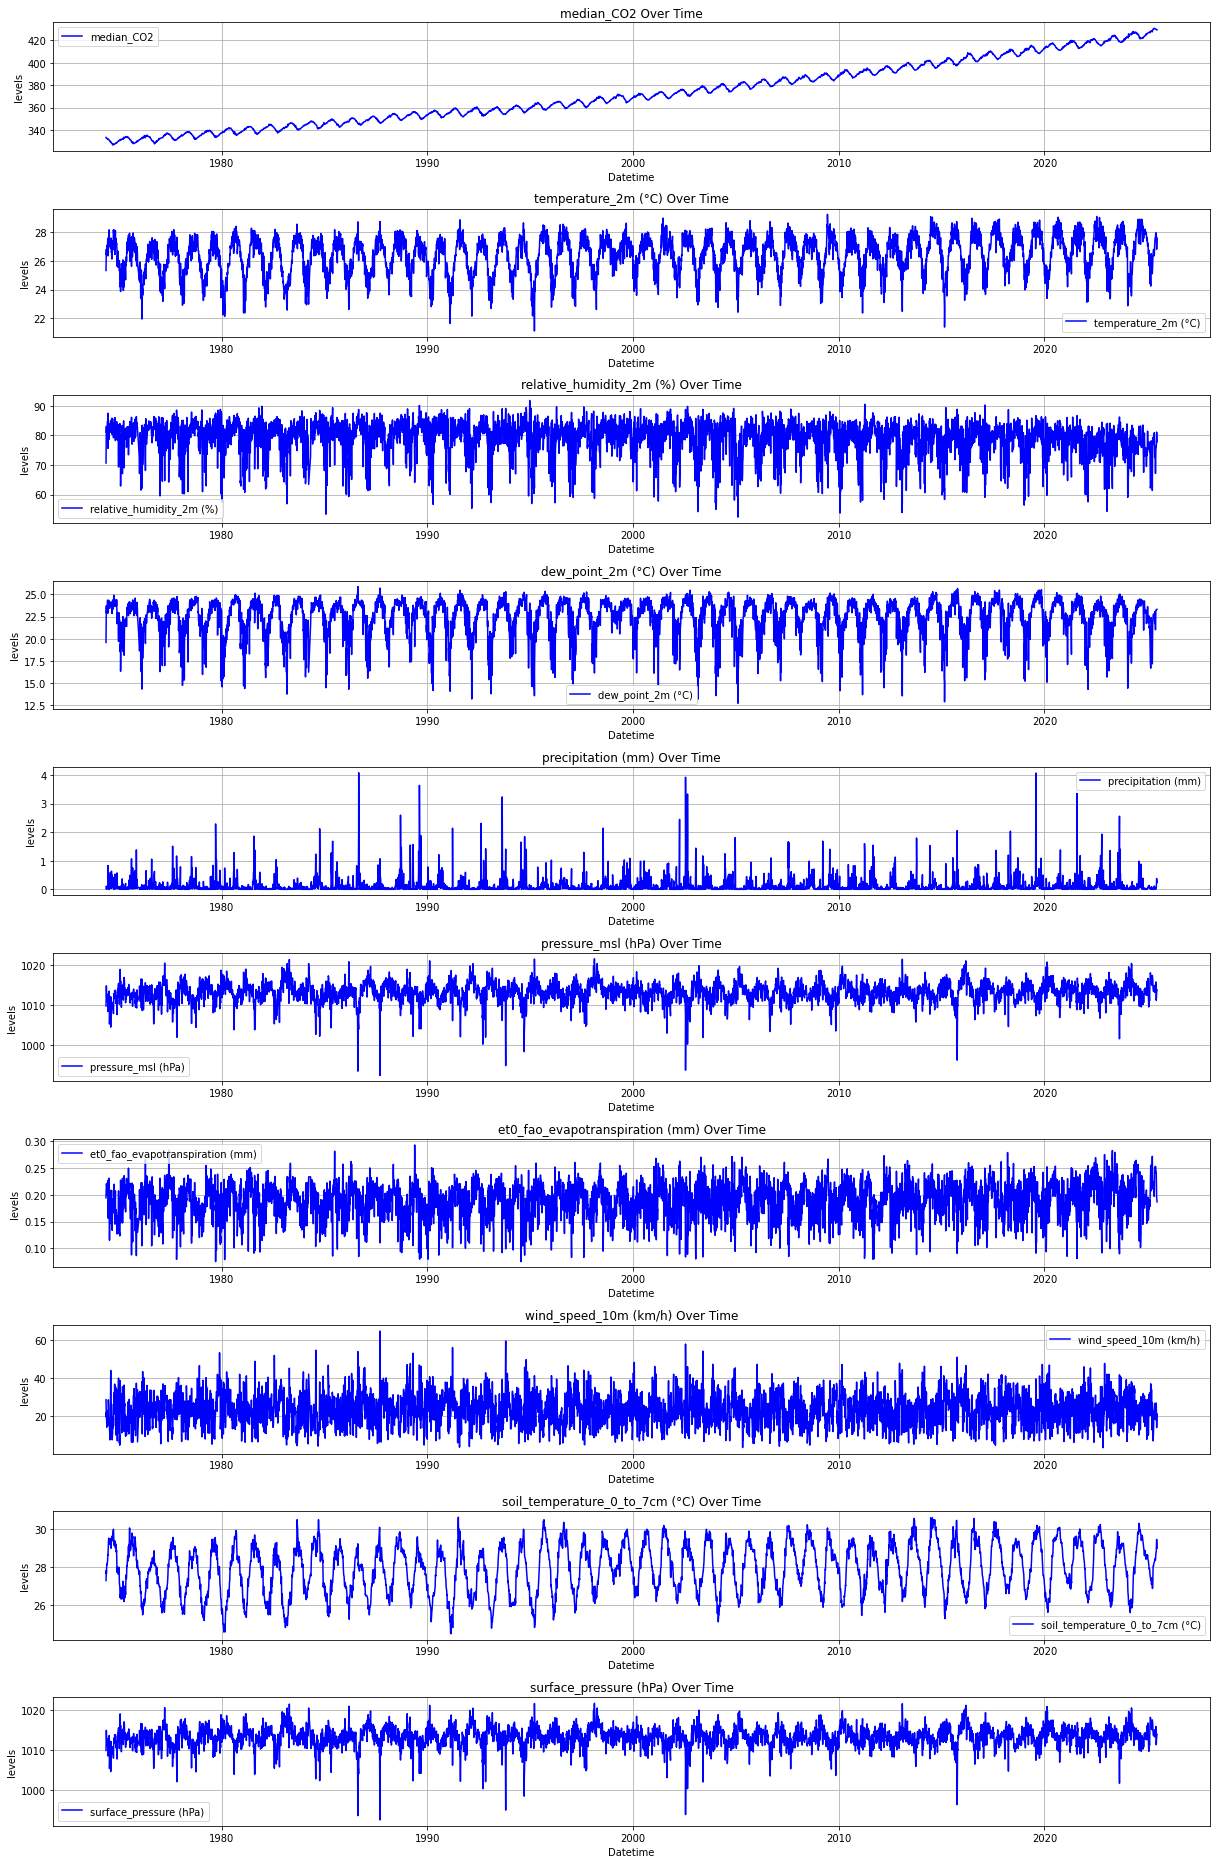 median_CO2 Over Time
median_CO2
420
400
380
360
340
levels
1980 1990 2000 2010 2020
Datetime
temperature_2m (°C) Over Time
28
26
24
22
levels
temperature_2m (°C)
1980 1990 2000 2010 2020
Datetime
relative_humidity_2m (%) Over Time
90
80
70
60
levels
relative_humidity_2m (%)
1980 1990 2000 2010 2020
Datetime
dew_point_2m (°C) Over Time
25.0
22.5
20.0
17.5
15.0
12.5
levels
dew_point_2m (°C)
1980 1990 2000 2010 2020
Datetime
precipitation (mm) Over Time
precipitation (mm)
4
3
2
1
0
levels
1980 1990 2000 2010 2020
Datetime
pressure_msl (hPa) Over Time
1020
1010
1000
levels
pressure_msl (hPa)
1980 1990 2000 2010 2020
Datetime
et0_fao_evapotranspiration (mm) Over Time
et0_fao_evapotranspiration (mm)
0.30
0.25
0.20
0.15
0.10
levels
1980 1990 2000 2010 2020
Datetime
wind_speed_10m (km/h) Over Time
wind_speed_10m (km/h)
60
40
20
levels
1980 1990 2000 2010 2020
Datetime
soil_temperature_0_to_7cm (°C) Over Time
30
28
26
levels
soil_temperature_0_to_7cm (°C)
1980 1990 2000 2010 2020
Datetime
surface_pressure (hPa) Over Time
1020
1010
1000
levels
surface_pressure (hPa)
1980 1990 2000 2010 2020
Datetime